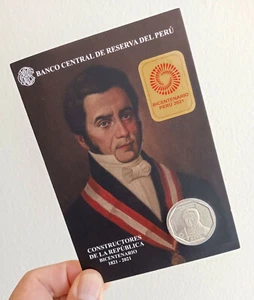 BANCO CENTRAL DE RESERVA DEL PERÚ
BICENTENARIO
PERÚ 2021
CONSTRUCTORES
DE LA REPÚBLICA
BICENTENARIO
1821 - 2021